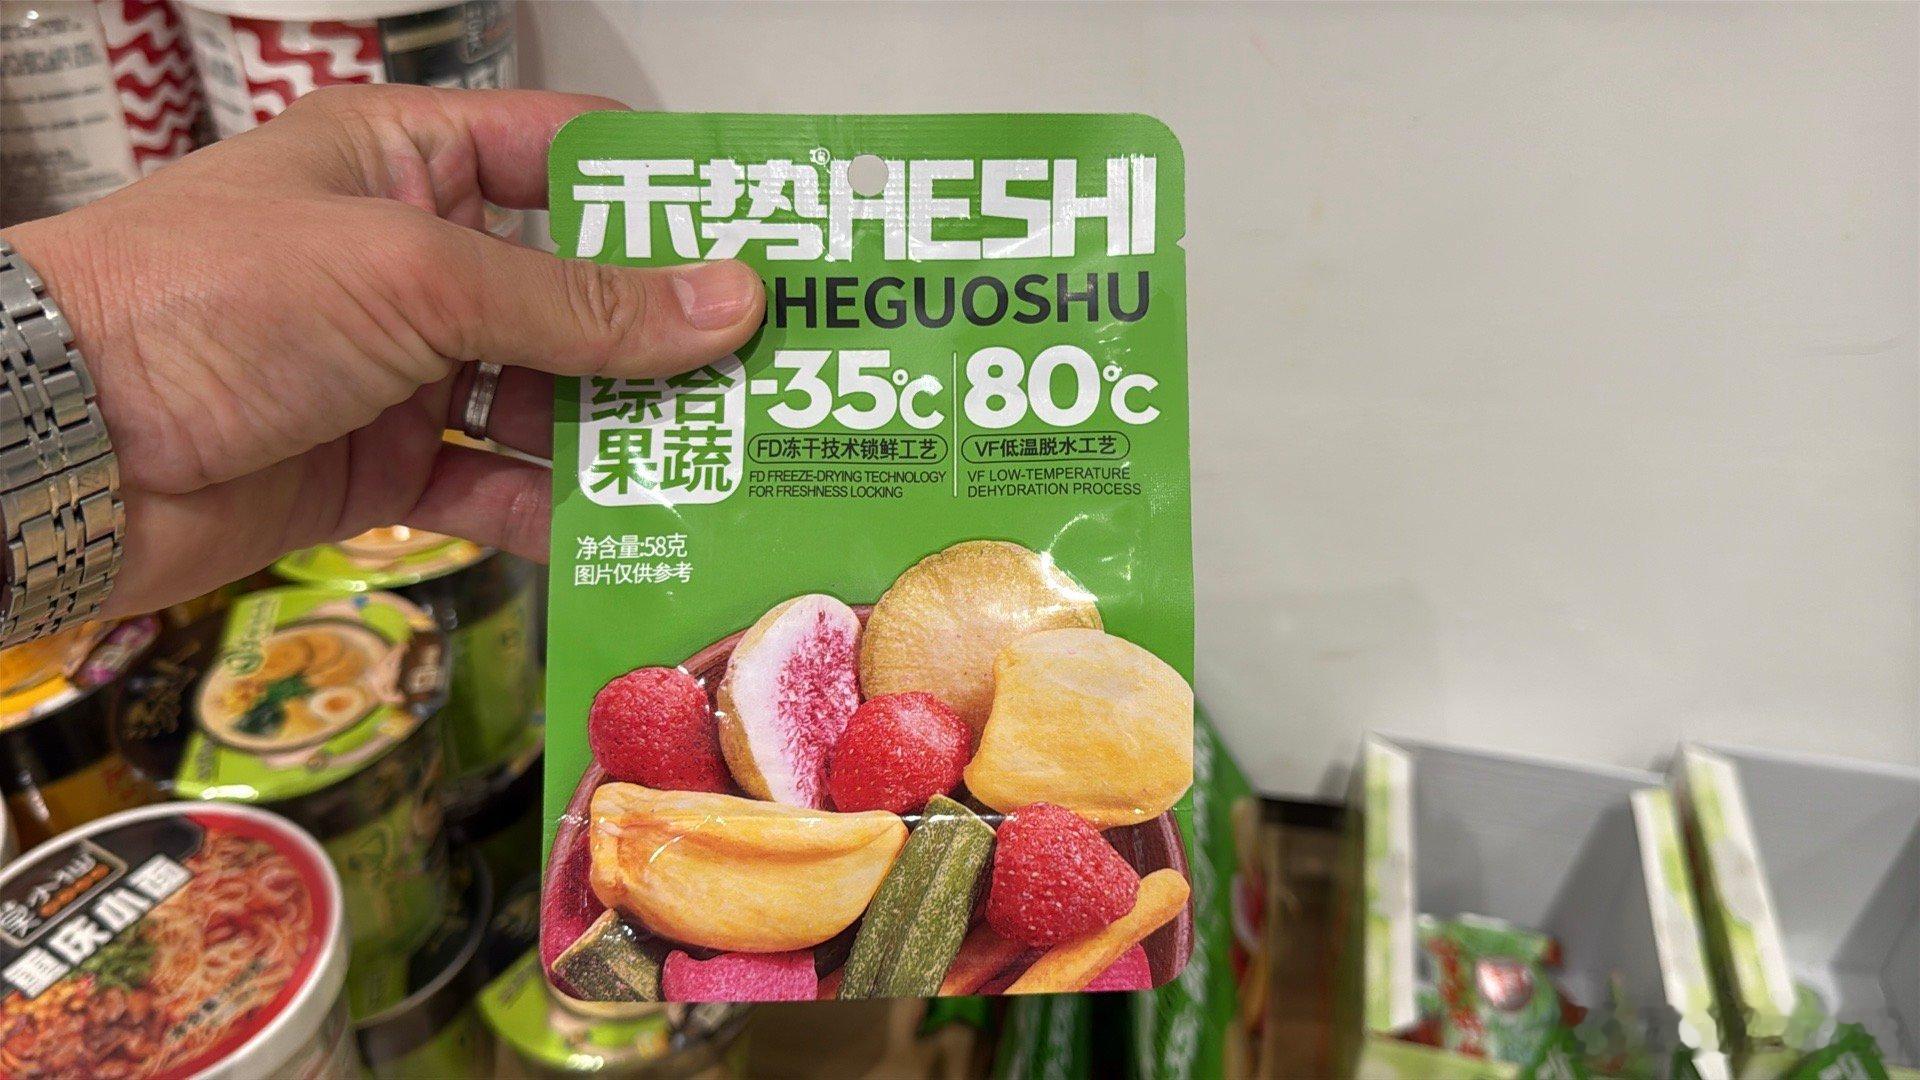 禾势HESHI
HEGUOSHU
综合
果蔬
-35℃
FD冻干技术锁鲜工艺
FD FREEZE-DRYING TECHNOLOGY
FOR FRESHNESS LOCKING
80℃
VF低温脱水工艺
VF LOW-TEMPERATURE
DEHYDRATION PROCESS
净含量:58克
图片仅供参考
重庆小面